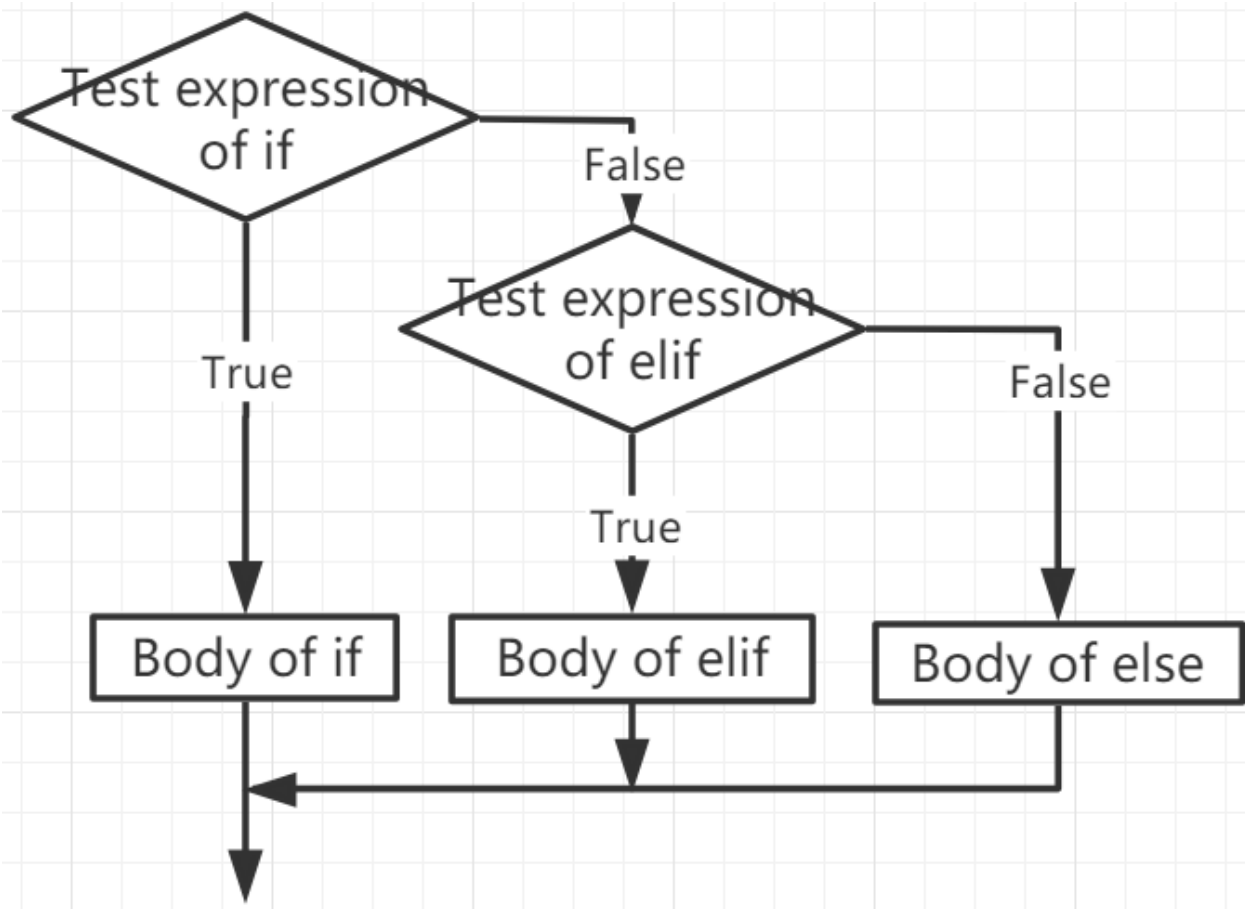 Test expression
of if
False
Test expression
of elif
True
False
True
Body of if
Body of elif
Body of else